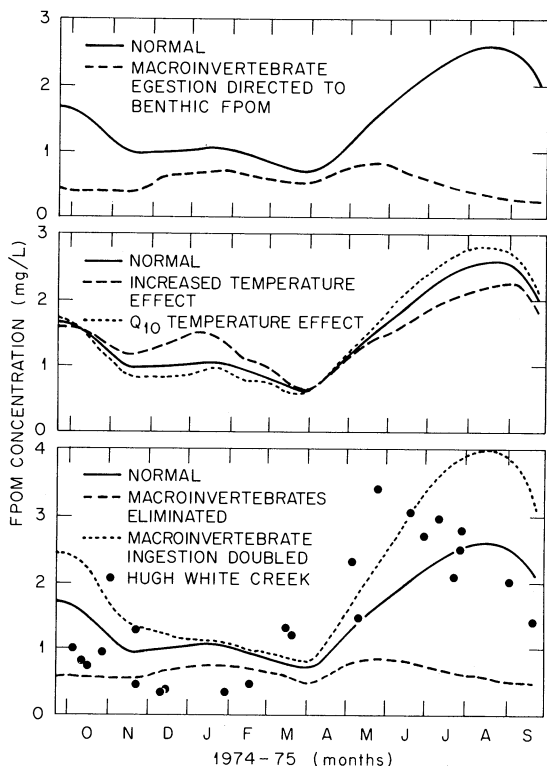 3
NORMAL
MACROINVERTEBRATE
EGESTION DIRECTED TO
BENTHIC FPOM
2
1
0
3
NORMAL
INCREASED TEMPERATURE
EFFECT
2
Q10 TEMPERATURE EFFECT
1
0
FPOM CONCENTRATION (mg/L)
4
NORMAL
MACROINVERTEBRATES
ELIMINATED
3
MACROINVERTEBRATE
INGESTION DOUBLED
HUGH WHITE CREEK
2
1
0
O N D J F M A M J J A S
1974-75 (months)